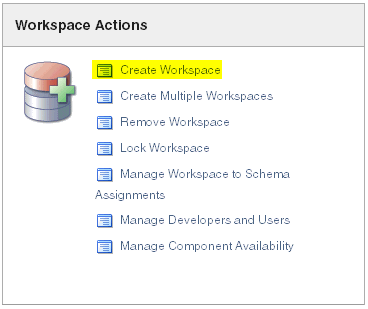 Workspace Actions
Create Workspace
Create Multiple Workspaces
Remove Workspace
Lock Workspace
Manage Workspace to Schema
Assignments
Manage Developers and Users
Manage Component Availability